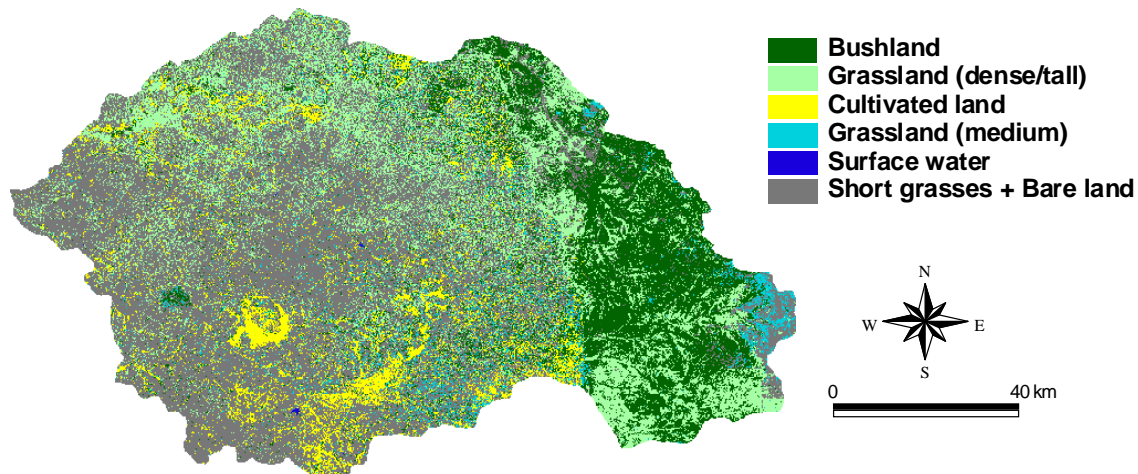 Bushland
Grassland (dense/tall)
Cultivated land
Grassland (medium)
Surface water
Short grasses + Bare land
N
W E
S
0 40 km